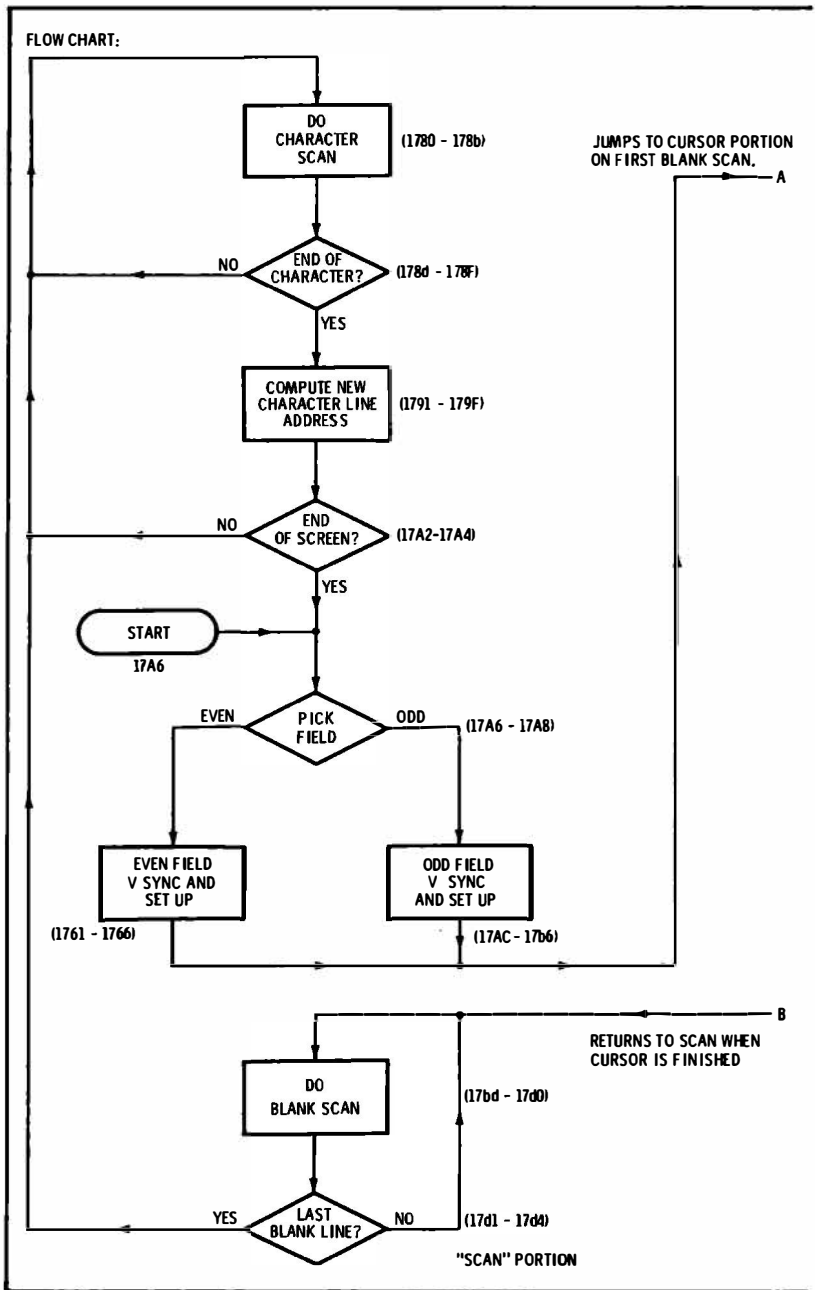 FLOW CHART:
DO
CHARACTER
SCAN
(1780 - 178b)
JUMPS TO CURSOR PORTION
ON FIRST BLANK SCAN.
A
NO
END OF
CHARACTER?
(178d - 178F)
YES
COMPUTE NEW
CHARACTER LINE
ADDRESS
(1791 - 179F)
NO
END
OF SCREEN?
(17A2-17A4)
YES
START
17A6
EVEN
PICK
FIELD
ODD
(17A6 - 17A8)
EVEN FIELD
V SYNC AND
SET UP
(1761 - 1766)
ODD FIELD
V SYNC
AND SET UP
(17AC - 17b6)
B
RETURNS TO SCAN WHEN
CURSOR IS FINISHED
DO
BLANK SCAN
(17bd - 17d0)
YES
LAST
BLANK LINE?
NO
(17d1 - 17d4)
"SCAN" PORTION